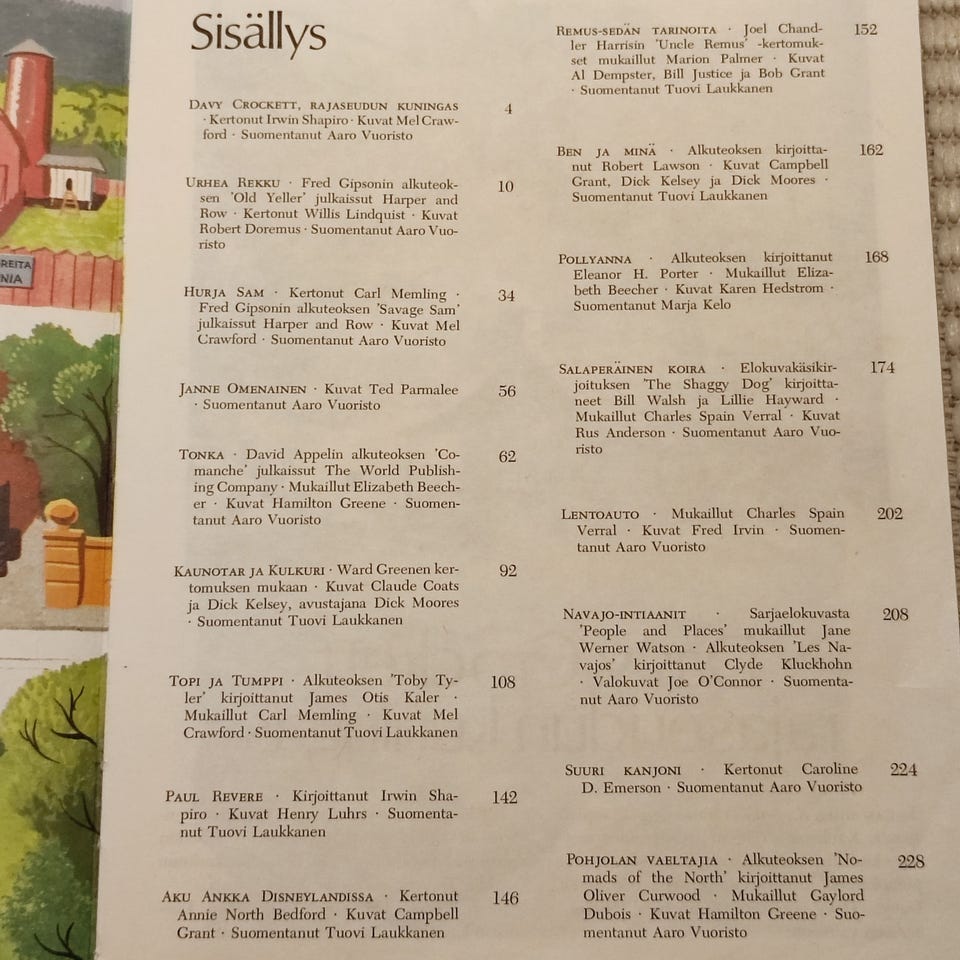 Sisällys
Davy Crockett, rajaseudun kuningas 4
· Kertonut Irwin Shapiro · Kuvat Mel Craw-
ford · Suomentanut Aaro Vuoristo
Urhea Rekku · Fred Gipsonin alkuteok- 10
sen 'Old Yeller' julkaissut Harper and
Row · Kertonut Willis Lindquist · Kuvat
Robert Doremus · Suomentanut Aaro Vuo-
risto
Hurja Sam · Kertonut Carl Memling · 34
Fred Gipsonin alkuteoksen 'Savage Sam'
julkaissut Harper and Row · Kuvat Mel
Crawford · Suomentanut Aaro Vuoristo
Janne Omenainen · Kuvat Ted Parmalee 56
· Suomentanut Aaro Vuoristo
Tonka · David Appelin alkuteoksen 'Co- 62
manche' julkaissut The World Publish-
ing Company · Mukaillut Elizabeth Beech-
er · Kuvat Hamilton Greene · Suomen-
tanut Aaro Vuoristo
Kaunotar ja Kulkuri · Ward Greenen ker- 92
tomuksen mukaan · Kuvat Claude Coats
ja Dick Kelsey, avustajana Dick Moores
· Suomentanut Tuovi Laukkanen
Topi ja Tumppi · Alkuteoksen 'Toby Ty- 108
ler' kirjoittanut James Otis Kaler ·
Mukaillut Carl Memling · Kuvat Mel
Crawford · Suomentanut Tuovi Laukkanen
Paul Revere · Kirjoittanut Irwin Sha- 142
piro · Kuvat Henry Luhrs · Suomenta-
nut Tuovi Laukkanen
Aku Ankka Disneylandissa · Kertonut 146
Annie North Bedford · Kuvat Campbell
Grant · Suomentanut Tuovi Laukkanen
Remus-sedän tarinoita · Joel Chand- 152
ler Harrisin 'Uncle Remus' -kertomuk-
set mukaillut Marion Palmer · Kuvat
Al Dempster, Bill Justice ja Bob Grant
· Suomentanut Tuovi Laukkanen
Ben ja minä · Alkuteoksen kirjoitta- 162
nut Robert Lawson · Kuvat Campbell
Grant, Dick Kelsey ja Dick Moores ·
Suomentanut Tuovi Laukkanen
Pollyanna · Alkuteoksen kirjoittanut 168
Eleanor H. Porter · Mukaillut Eliza-
beth Beecher · Kuvat Karen Hedstrom ·
Suomentanut Marja Kelo
Salaperäinen koira · Elokuvakäsikir- 174
joituksen 'The Shaggy Dog' kirjoitta-
neet Bill Walsh ja Lillie Hayward ·
Mukaillut Charles Spain Verral · Kuvat
Rus Anderson · Suomentanut Aaro Vuo-
risto
Lentoauto · Mukaillut Charles Spain 202
Verral · Kuvat Fred Irvin · Suomen-
tanut Aaro Vuoristo
Navajo-intiaanit · Sarjaelokuvasta 208
'People and Places' mukaillut Jane
Werner Watson · Alkuteoksen 'Les Na-
vajos' kirjoittanut Clyde Kluckhohn
· Valokuvat Joe O'Connor · Suomenta-
nut Aaro Vuoristo
Suuri kanjoni · Kertonut Caroline 224
D. Emerson · Suomentanut Aaro Vuoristo
Pohjolan vaeltajia · Alkuteoksen 'No- 228
mads of the North' kirjoittanut James
Oliver Curwood · Mukaillut Gaylord
Dubois · Kuvat Hamilton Greene · Suo-
mentanut Aaro Vuoristo